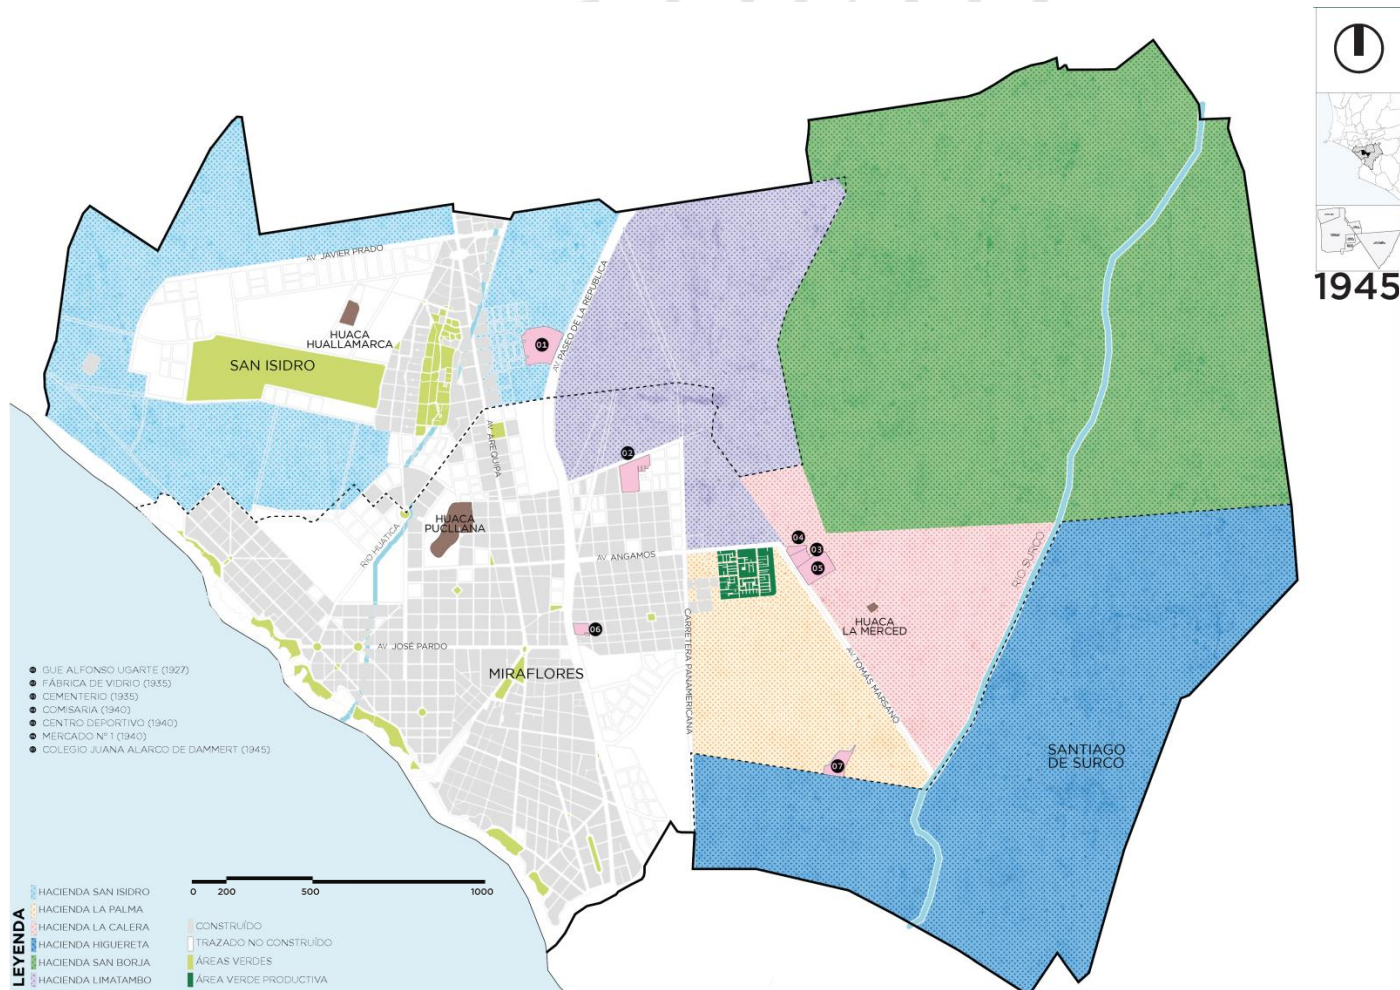 1945
AV. JAVIER PRADO
HUACA
HUALLAMARCA
SAN ISIDRO
01
AV. PASEO DE LA REPUBLICA
AV. AREQUIPA
02
HUACA
PUCLLANA
RIO HUATICA
AV. ANGAMOS
04
03
05
HUACA
LA MERCED
RIO SURCO
06
AV. JOSÉ PARDO
MIRAFLORES
CARRETERA PANAMERICANA
AV. TOMAS MARSANO
07
SANTIAGO
DE SURCO
GUE ALFONSO UGARTE (1927)
FÁBRICA DE VIDRIO (1935)
CEMENTERIO (1935)
COMISARIA (1940)
CENTRO DEPORTIVO (1940)
MERCADO Nº 1 (1940)
COLEGIO JUANA ALARCO DE DAMMERT (1945)
0 200 500 1000
LEYENDA
HACIENDA SAN ISIDRO
HACIENDA LA PALMA
HACIENDA LA CALERA
HACIENDA HIGUERETA
HACIENDA SAN BORJA
HACIENDA LIMATAMBO
CONSTRUÍDO
TRAZADO NO CONSTRUÍDO
ÁREAS VERDES
ÁREA VERDE PRODUCTIVA